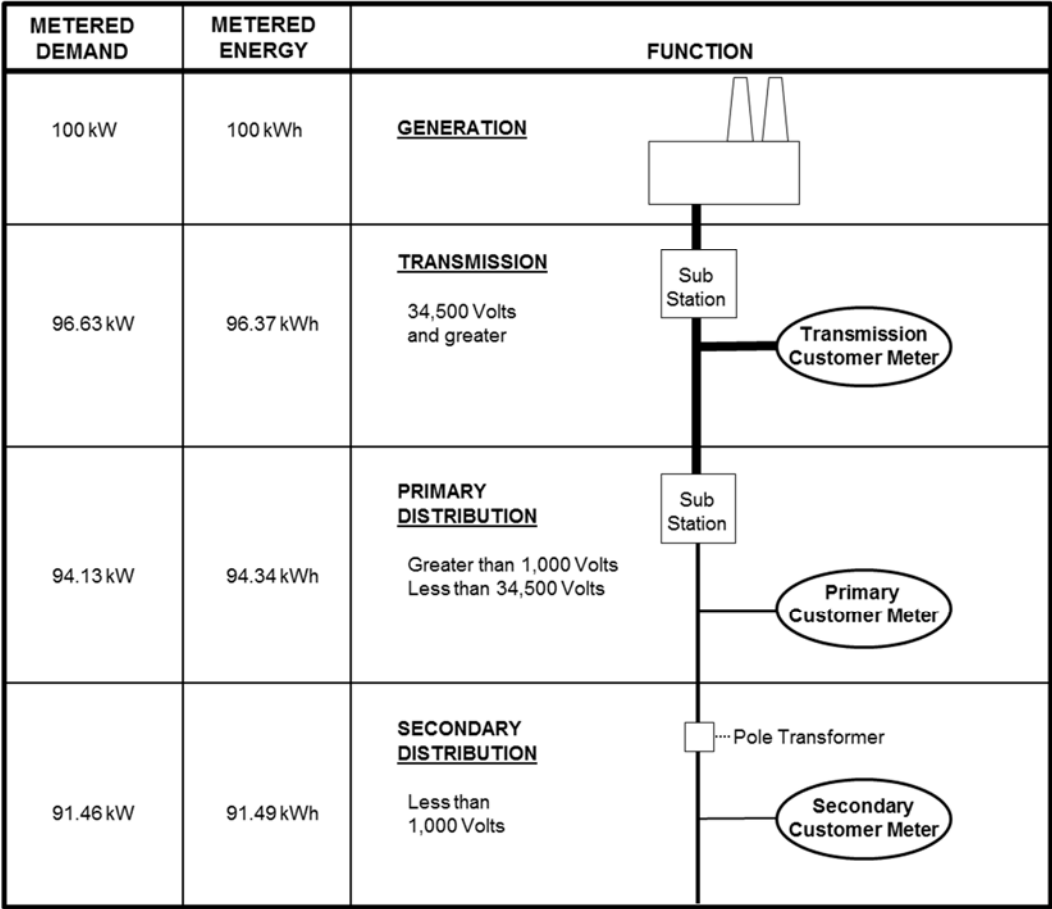 METERED
DEMAND
METERED
ENERGY
FUNCTION
100 kW
100 kWh
GENERATION
96.63 kW
96.37 kWh
TRANSMISSION
34,500 Volts
and greater
Sub
Station
Transmission
Customer Meter
94.13 kW
94.34 kWh
PRIMARY
DISTRIBUTION
Greater than 1,000 Volts
Less than 34,500 Volts
Sub
Station
Primary
Customer Meter
91.46 kW
91.49 kWh
SECONDARY
DISTRIBUTION
Less than
1,000 Volts
Pole Transformer
Secondary
Customer Meter